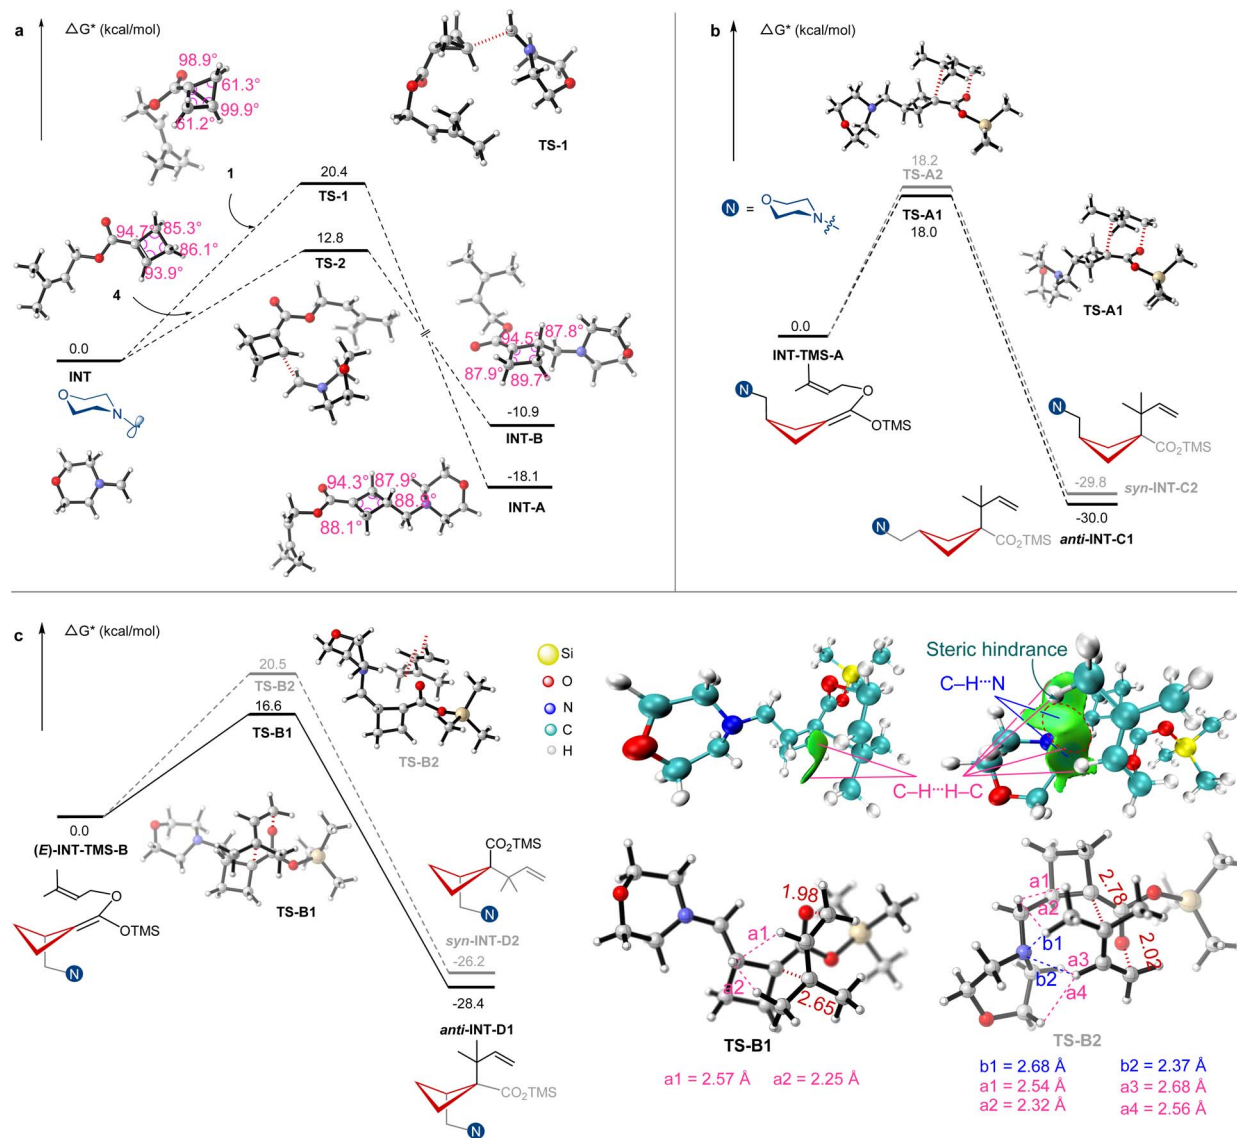 a
△G* (kcal/mol)
98.9°
61.3°
99.9°
61.2°
TS-1
1
20.4
TS-1
94.7°
85.3°
86.1°
93.9°
4
12.8
TS-2
0.0
INT
O
N
94.5°
87.8°
87.9°
89.7°
-10.9
INT-B
94.3°
87.9°
88.1°
-18.1
INT-A
b
△G* (kcal/mol)
N = O N
18.2
TS-A2
TS-A1
18.0
TS-A1
0.0
INT-TMS-A
N
O
OTMS
N
CO2TMS
-29.8
syn-INT-C2
-30.0
anti-INT-C1
N
CO2TMS
c
△G* (kcal/mol)
20.5
TS-B2
16.6
TS-B1
TS-B2
0.0
(E)-INT-TMS-B
O
OTMS
N
TS-B1
CO2TMS
N
syn-INT-D2
-26.2
-28.4
anti-INT-D1
CO2TMS
N
Si
O
N
C
H
Steric hindrance
C–H···N
C–H···H–C
a1
a2
1.98
2.65
TS-B1
a1 = 2.57 Å a2 = 2.25 Å
a1
a2
2.78
b1
b2
a3
a4
2.02
TS-B2
b1 = 2.68 Å b2 = 2.37 Å
a1 = 2.54 Å a3 = 2.68 Å
a2 = 2.32 Å a4 = 2.56 Å